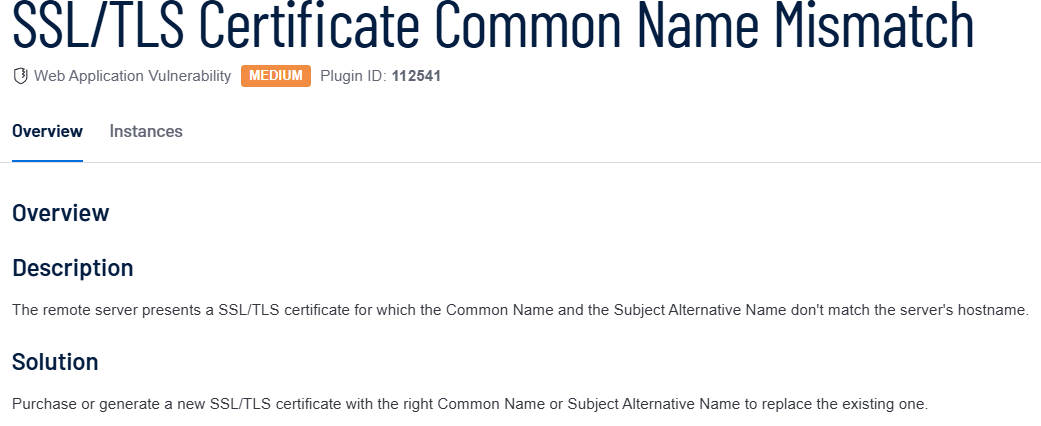 SSL/TLS Certificate Common Name Mismatch
Web Application Vulnerability MEDIUM Plugin ID: 112541
Overview Instances
Overview
Description
The remote server presents a SSL/TLS certificate for which the Common Name and the Subject Alternative Name don't match the server's hostname.
Solution
Purchase or generate a new SSL/TLS certificate with the right Common Name or Subject Alternative Name to replace the existing one.